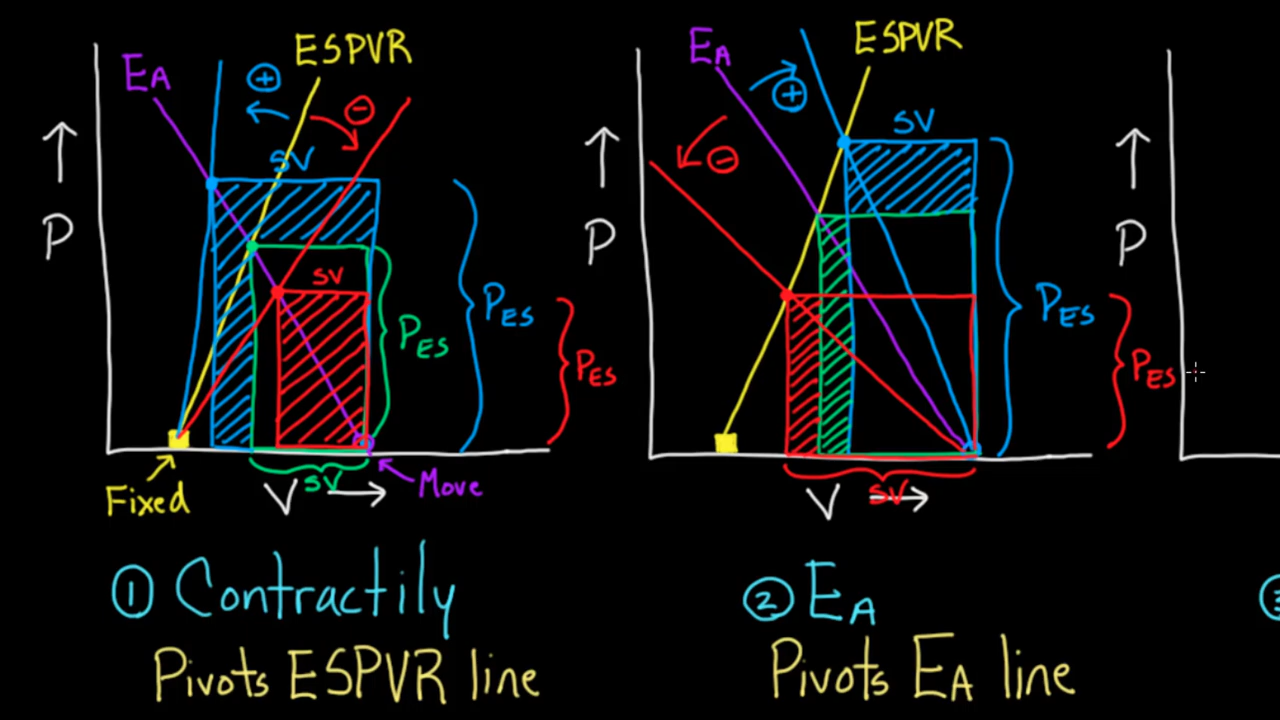 EA
ESPVR
+
−
SV
P
SV
PES
PES
PES
SV
V
Fixed
Move
① Contractily
Pivots ESPVR line
EA
ESPVR
+
−
SV
P
PES
PES
SV
V
② EA
Pivots EA line
P
③